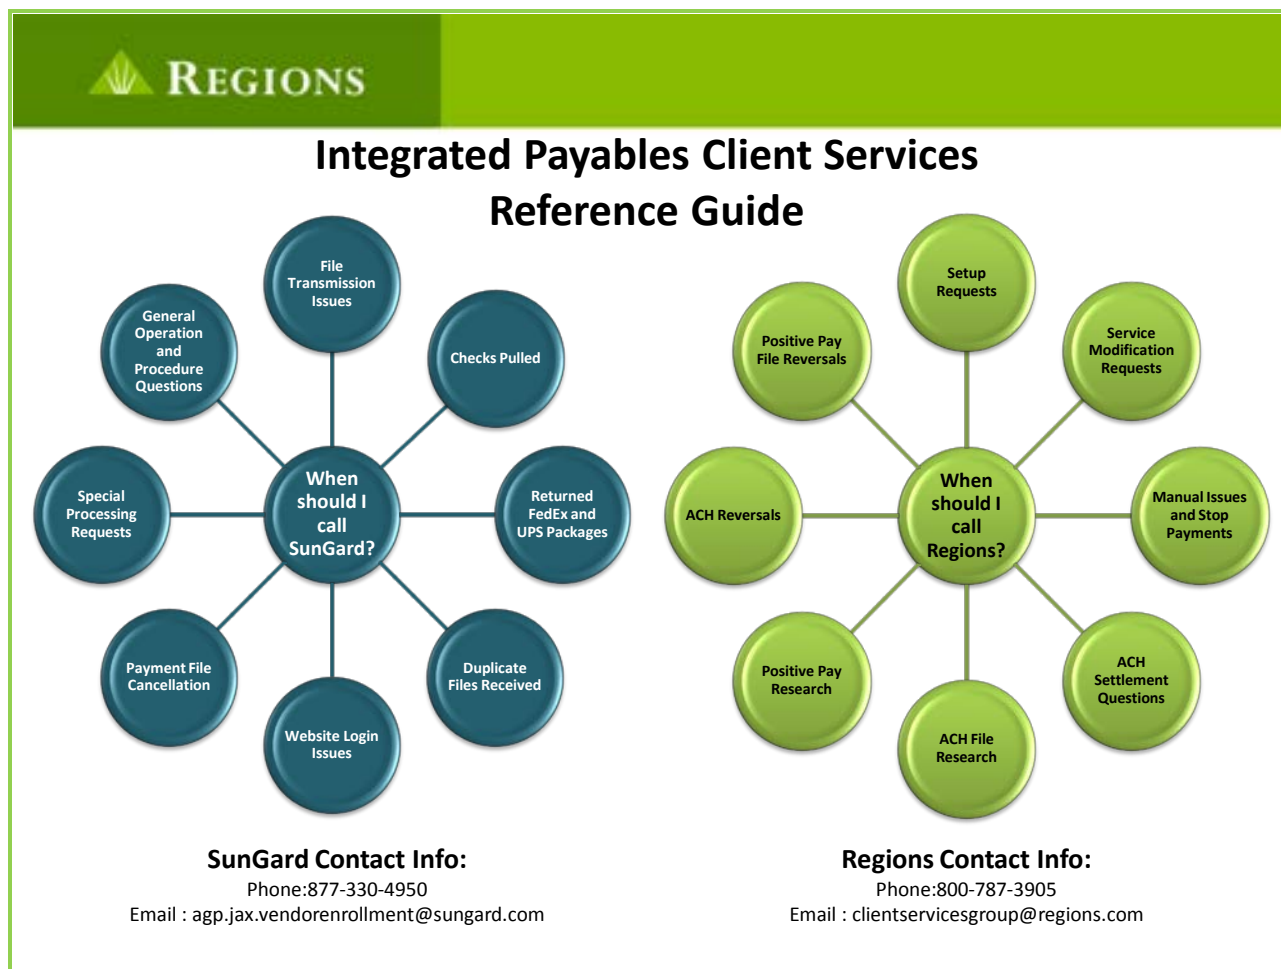 REGIONS
Integrated Payables Client Services
Reference Guide
File
Transmission
Issues
Checks Pulled
Returned
FedEx and
UPS Packages
Duplicate
Files Received
Website Login
Issues
Payment File
Cancellation
Special
Processing
Requests
General
Operation
and
Procedure
Questions
When
should I
call
SunGard?
Setup
Requests
Service
Modification
Requests
Manual Issues
and Stop
Payments
ACH
Settlement
Questions
ACH File
Research
Positive Pay
Research
ACH Reversals
Positive Pay
File Reversals
When
should I
call
Regions?
SunGard Contact Info:
Phone:877-330-4950
Email : agp.jax.vendorenrollment@sungard.com
Regions Contact Info:
Phone:800-787-3905
Email : clientservicesgroup@regions.com